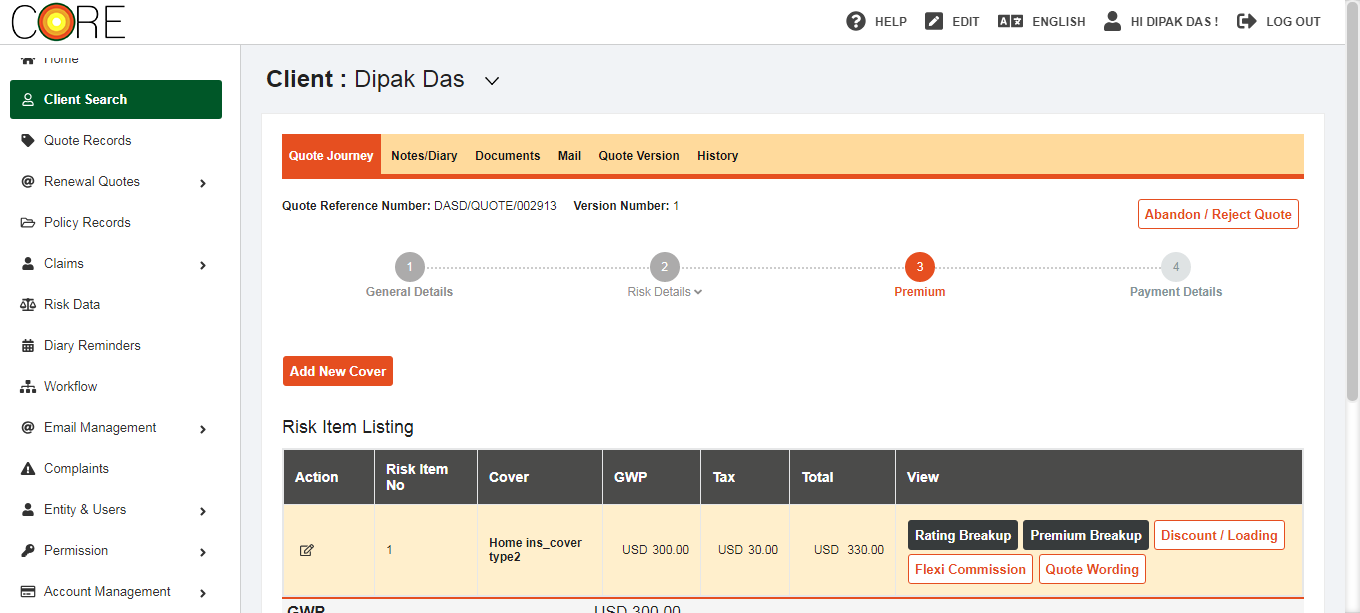 CORE
HELP EDIT ENGLISH HI DIPAK DAS ! LOG OUT
Home
Client Search
Quote Records
Renewal Quotes
Policy Records
Claims
Risk Data
Diary Reminders
Workflow
Email Management
Complaints
Entity & Users
Permission
Account Management
Client : Dipak Das
Quote Journey Notes/Diary Documents Mail Quote Version History
Quote Reference Number: DASD/QUOTE/002913 Version Number: 1
Abandon / Reject Quote
1 2 3 4
General Details Risk Details Premium Payment Details
Add New Cover
Risk Item Listing
Action Risk Item No Cover GWP Tax Total View
1 Home ins_cover type2 USD 300.00 USD 30.00 USD 330.00
Rating Breakup Premium Breakup Discount / Loading
Flexi Commission Quote Wording
GWP USD 300.00